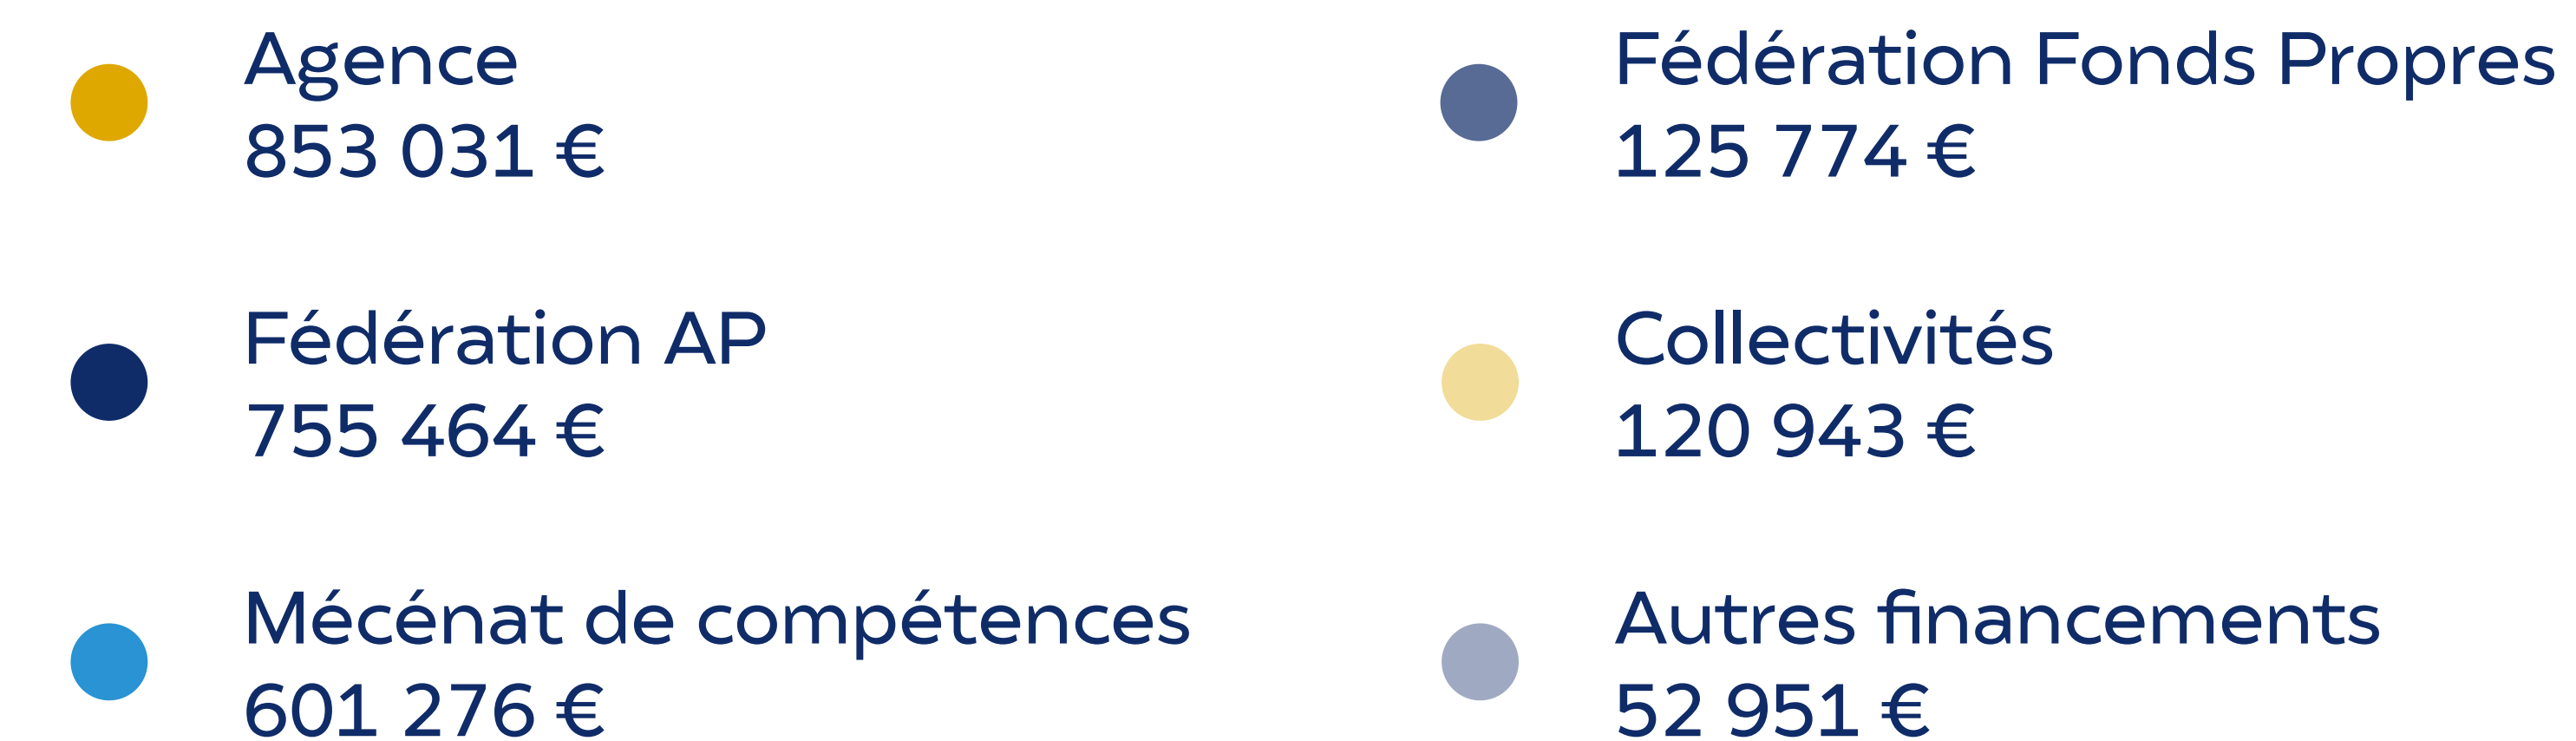 Agence
853 031 €
Fédération AP
755 464 €
Mécénat de compétences
601 276 €
Fédération Fonds Propres
125 774 €
Collectivités
120 943 €
Autres financements
52 951 €